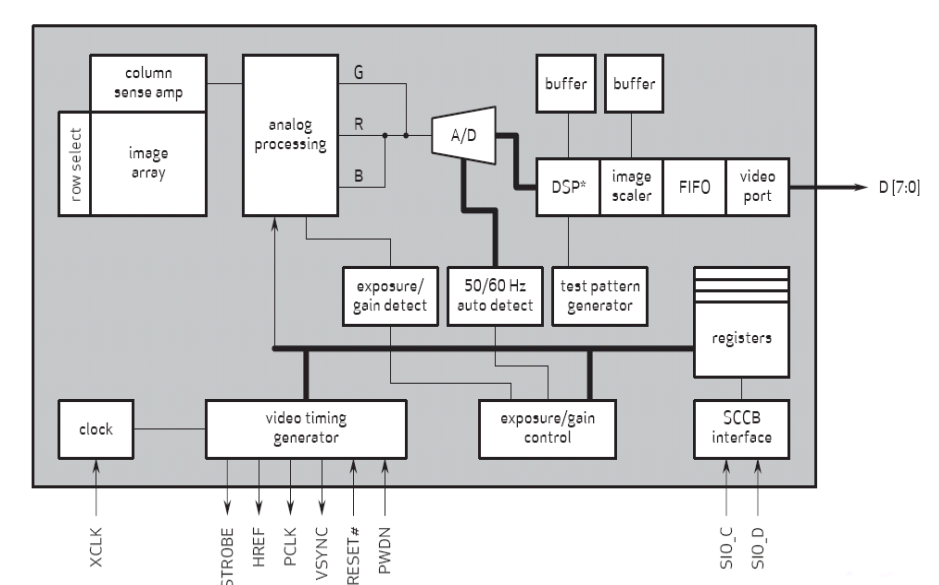 column
sense amp
row select
image
array
analog
processing
G
R
B
A/D
buffer
buffer
DSP*
image
scaler
FIFO
video
port
D [7:0]
exposure/
gain detect
50/60 Hz
auto detect
test pattern
generator
registers
clock
video timing
generator
exposure/gain
control
SCCB
interface
XCLK
STROBE
HREF
PCLK
VSYNC
RESET#
PWDN
SIO_C
SIO_D